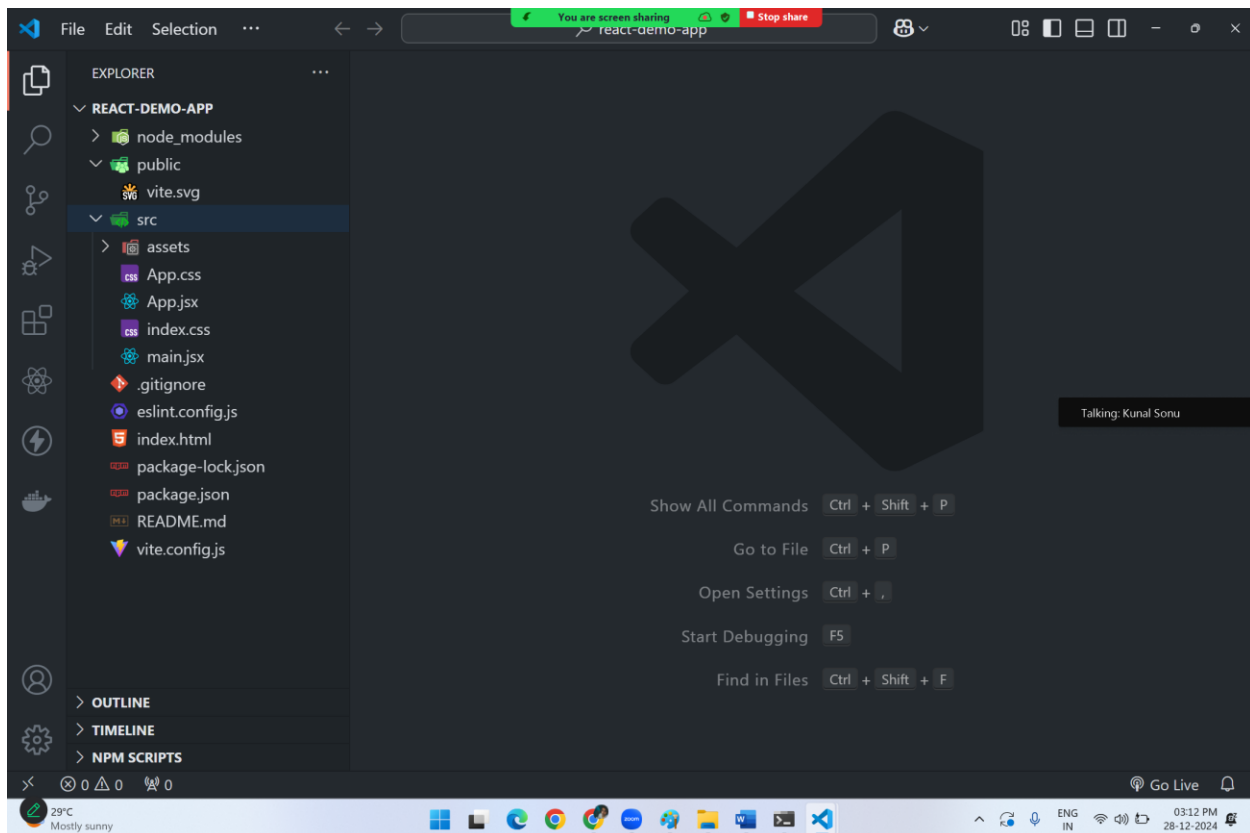 File Edit Selection ···
You are screen sharing Stop share
react-demo-app
EXPLORER ···
REACT-DEMO-APP
node_modules
public
SVG vite.svg
src
assets
CSS App.css
App.jsx
CSS index.css
main.jsx
.gitignore
eslint.config.js
index.html
package-lock.json
package.json
README.md
vite.config.js
Talking: Kunal Sonu
Show All Commands Ctrl + Shift + P
Go to File Ctrl + P
Open Settings Ctrl + ,
Start Debugging F5
Find in Files Ctrl + Shift + F
OUTLINE
TIMELINE
NPM SCRIPTS
0 0 0
Go Live
29°C
Mostly sunny
zoom
ENG
IN
03:12 PM
28-12-2024